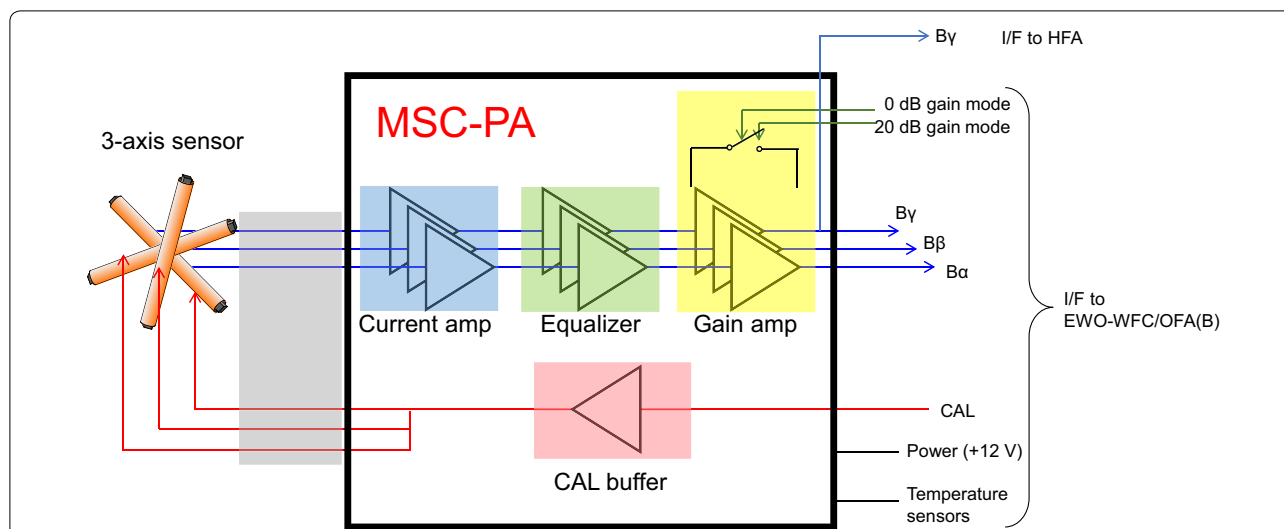 Bγ
I/F to HFA
0 dB gain mode
20 dB gain mode
MSC-PA
3-axis sensor
Bγ
Bβ
Bα
I/F to
EWO-WFC/OFA(B)
Current amp
Equalizer
Gain amp
CAL
CAL buffer
Power (+12 V)
Temperature
sensors